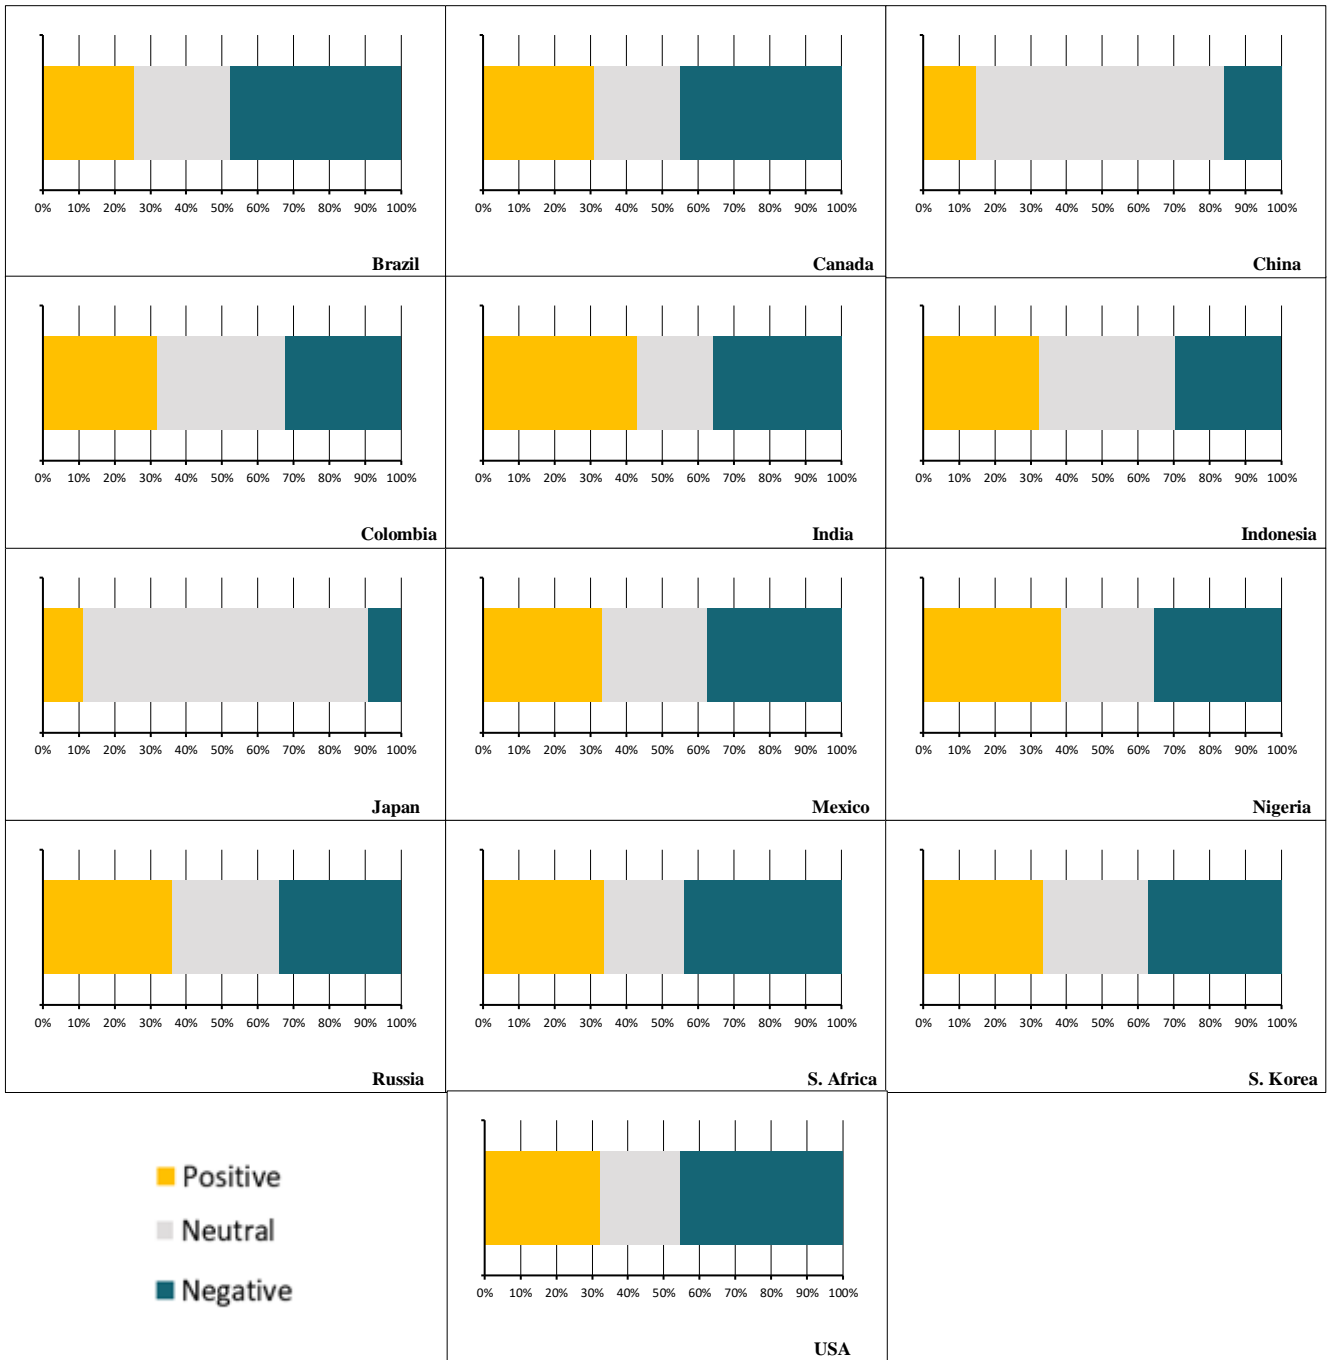 0% 10% 20% 30% 40% 50% 60% 70% 80% 90% 100%
Brazil
0% 10% 20% 30% 40% 50% 60% 70% 80% 90% 100%
Canada
0% 10% 20% 30% 40% 50% 60% 70% 80% 90% 100%
China
0% 10% 20% 30% 40% 50% 60% 70% 80% 90% 100%
Colombia
0% 10% 20% 30% 40% 50% 60% 70% 80% 90% 100%
India
0% 10% 20% 30% 40% 50% 60% 70% 80% 90% 100%
Indonesia
0% 10% 20% 30% 40% 50% 60% 70% 80% 90% 100%
Japan
0% 10% 20% 30% 40% 50% 60% 70% 80% 90% 100%
Mexico
0% 10% 20% 30% 40% 50% 60% 70% 80% 90% 100%
Nigeria
0% 10% 20% 30% 40% 50% 60% 70% 80% 90% 100%
Russia
0% 10% 20% 30% 40% 50% 60% 70% 80% 90% 100%
S. Africa
0% 10% 20% 30% 40% 50% 60% 70% 80% 90% 100%
S. Korea
Positive
Neutral
Negative
0% 10% 20% 30% 40% 50% 60% 70% 80% 90% 100%
USA